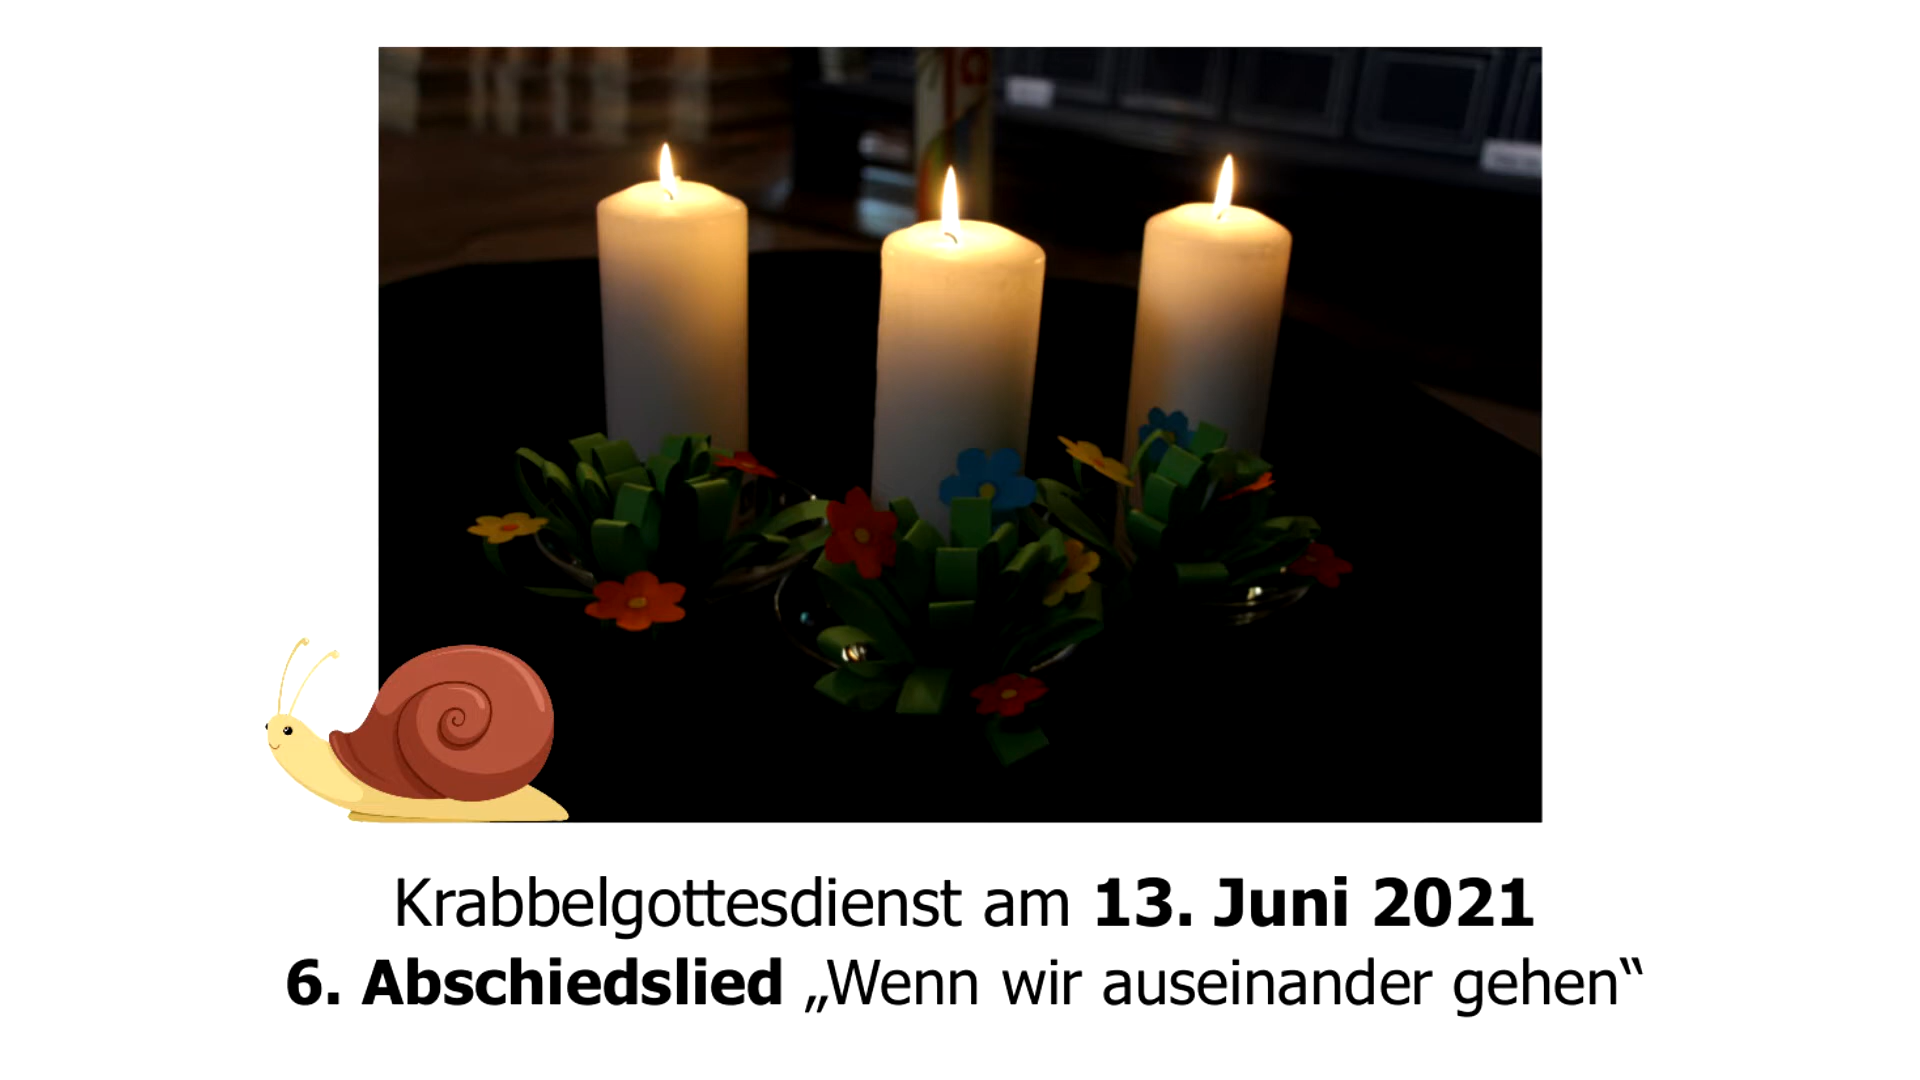 Krabbelgottesdienst am 13. Juni 2021
6. Abschiedslied „Wenn wir auseinander gehen“